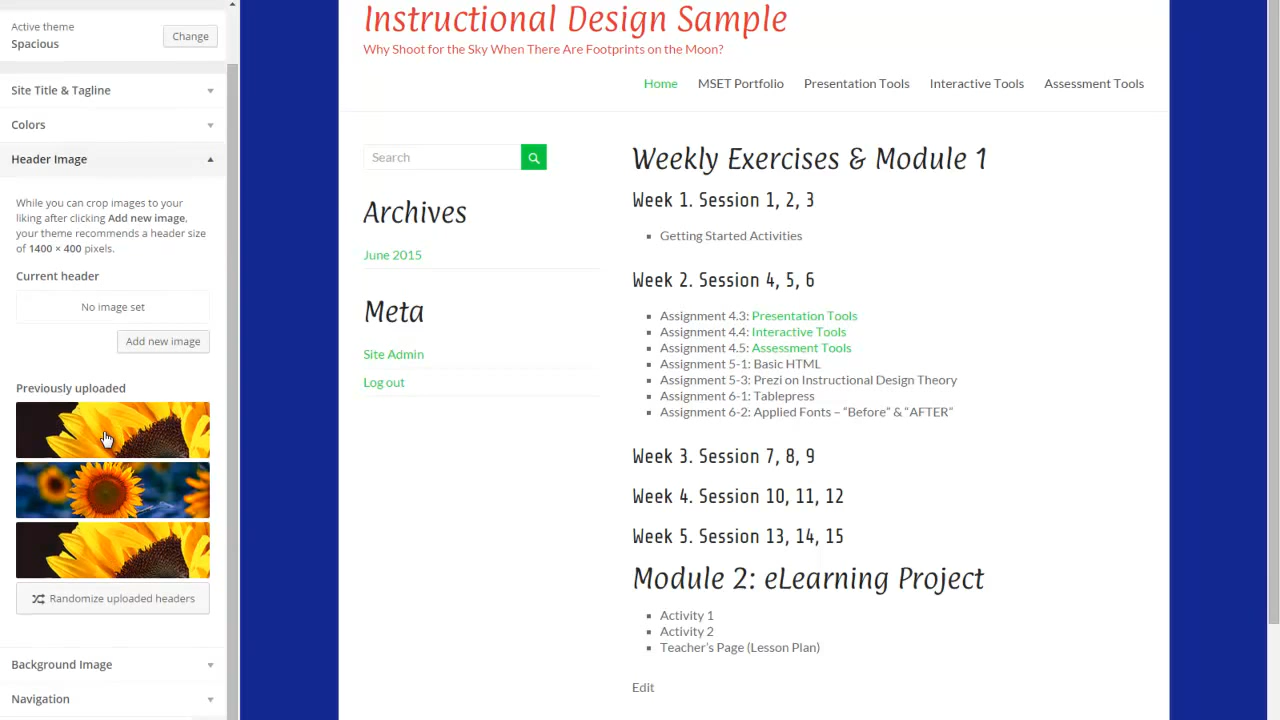 Active theme
Spacious
Change
Site Title & Tagline
Colors
Header Image
While you can crop images to your
liking after clicking Add new image,
your theme recommends a header size
of 1400 × 400 pixels.
Current header
No image set
Add new image
Previously uploaded
Randomize uploaded headers
Background Image
Navigation
Instructional Design Sample
Why Shoot for the Sky When There Are Footprints on the Moon?
Home MSET Portfolio Presentation Tools Interactive Tools Assessment Tools
Search
Archives
June 2015
Meta
Site Admin
Log out
Weekly Exercises & Module 1
Week 1. Session 1, 2, 3
Getting Started Activities
Week 2. Session 4, 5, 6
Assignment 4.3: Presentation Tools
Assignment 4.4: Interactive Tools
Assignment 4.5: Assessment Tools
Assignment 5-1: Basic HTML
Assignment 5-3: Prezi on Instructional Design Theory
Assignment 6-1: Tablepress
Assignment 6-2: Applied Fonts – “Before” & “AFTER”
Week 3. Session 7, 8, 9
Week 4. Session 10, 11, 12
Week 5. Session 13, 14, 15
Module 2: eLearning Project
Activity 1
Activity 2
Teacher’s Page (Lesson Plan)
Edit